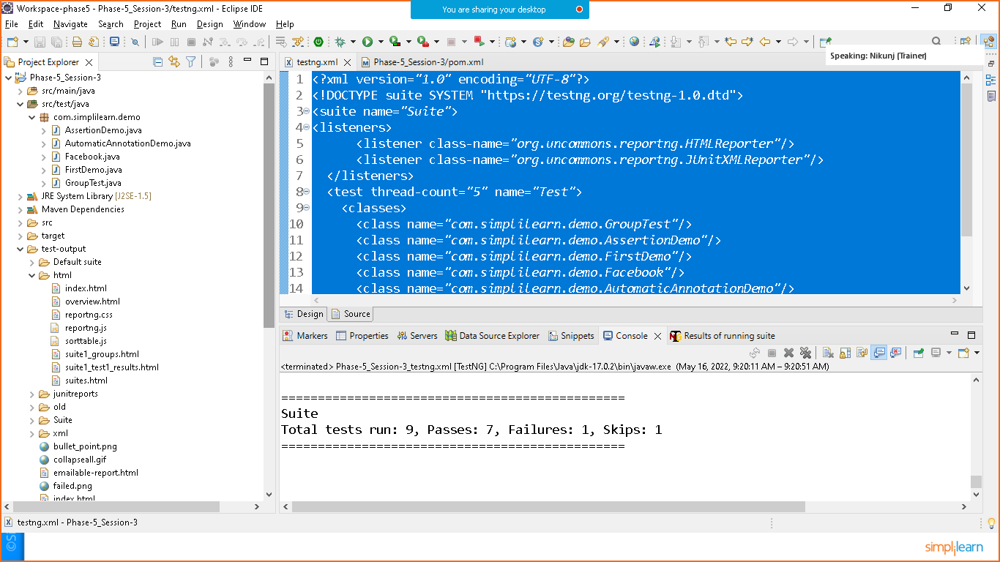 Workspace-phase5 - Phase-5_Session-3/testng.xml - Eclipse IDE
You are sharing your desktop
File Edit Navigate Search Project Run Design Window Help
Speaking: Nikunj (Trainer)
Project Explorer
Phase-5_Session-3
src/main/java
src/test/java
com.simplilearn.demo
AssertionDemo.java
AutomaticAnnotationDemo.java
Facebook.java
FirstDemo.java
GroupTest.java
JRE System Library [J2SE-1.5]
Maven Dependencies
src
target
test-output
Default suite
html
index.html
overview.html
reportng.css
reportng.js
sorttable.js
suite1_groups.html
suite1_test1_results.html
suites.html
junitreports
old
Suite
xml
bullet_point.png
collapseall.gif
emailable-report.html
failed.png
index.html
testng.xml Phase-5_Session-3/pom.xml
1 <?xml version="1.0" encoding="UTF-8"?>
2 <!DOCTYPE suite SYSTEM "https://testng.org/testng-1.0.dtd">
3 <suite name="Suite">
4 <listeners>
5 <listener class-name="org.uncommons.reportng.HTMLReporter"/>
6 <listener class-name="org.uncommons.reportng.JUnitXMLReporter"/>
7 </listeners>
8 <test thread-count="5" name="Test">
9 <classes>
10 <class name="com.simplilearn.demo.GroupTest"/>
11 <class name="com.simplilearn.demo.AssertionDemo"/>
12 <class name="com.simplilearn.demo.FirstDemo"/>
13 <class name="com.simplilearn.demo.Facebook"/>
14 <class name="com.simplilearn.demo.AutomaticAnnotationDemo"/>
Design Source
Markers Properties Servers Data Source Explorer Snippets Console Results of running suite
<terminated> Phase-5_Session-3_testng.xml [TestNG] C:\Program Files\Java\jdk-17.0.2\bin\javaw.exe (May 16, 2022, 9:20:11 AM – 9:20:51 AM)
===============================================
Suite
Total tests run: 9, Passes: 7, Failures: 1, Skips: 1
===============================================
testng.xml - Phase-5_Session-3
©S
simplilearn